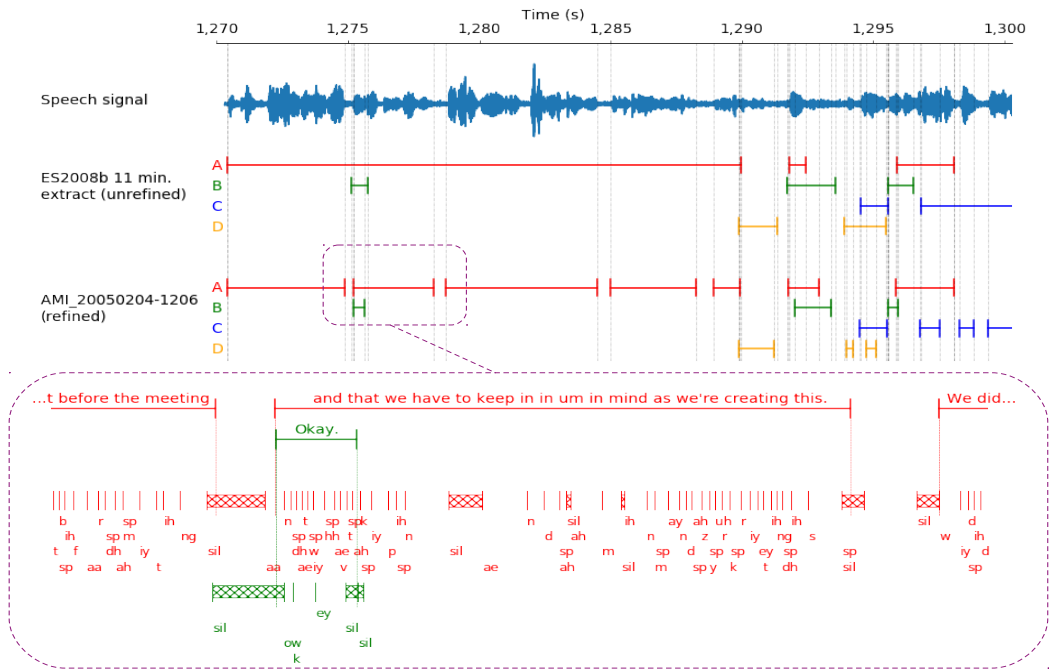 Time (s)
1,270 1,275 1,280 1,285 1,290 1,295 1,300
Speech signal
A
ES2008b 11 min.
extract (unrefined)
B
C
D
A
AMI_20050204-1206
(refined)
B
C
D
...t before the meeting and that we have to keep in in um in mind as we're creating this. We did...
Okay.
b r sp ih n t sp spk ih n sil ih ay ah uh r ih ih sil d
ih sp m ng sp sp hh t iy n d ah n n z r iy ng sp s w ih
t f dh iy t sil dh w ae ah p sil sp m sp d sp sp ey sp sp iy d
sp aa ah t aa ae iy v sp sp ae ah sil m sp y k t dh sil sp
ey
sil sil
ow sil
k